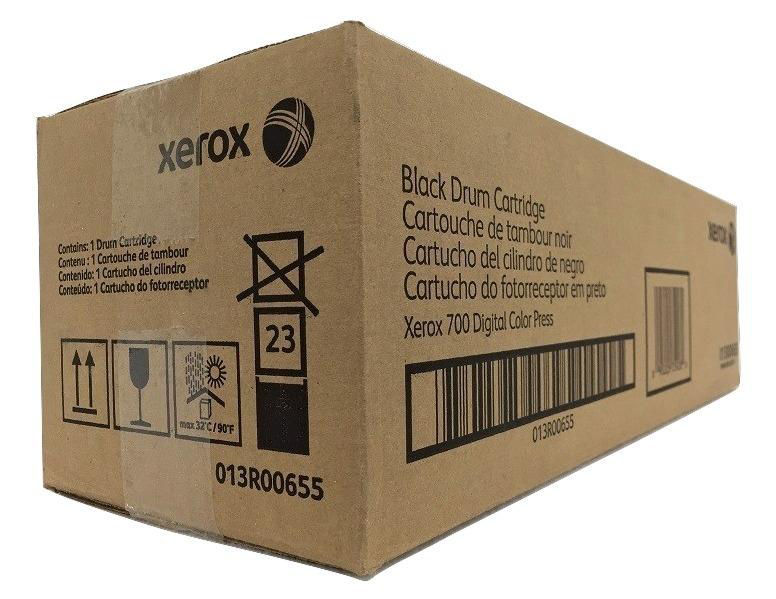 xerox
Contains: 1 Drum Cartridge
Contenu : 1 Cartouche de tambour
Contenido: 1 Cartucho del cilindro
Conteúdo: 1 Cartucho do fotorreceptor
23
max 32°C / 90°F
013R00655
Black Drum Cartridge
Cartouche de tambour noir
Cartucho del cilindro de negro
Cartucho do fotorreceptor em preto
Xerox 700 Digital Color Press
013R00655
xerox
013R00655